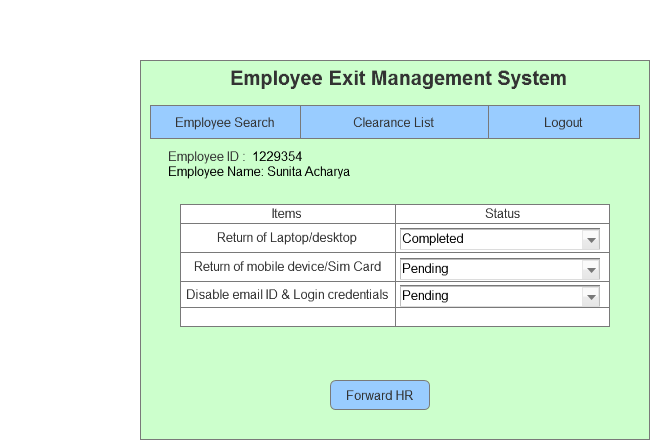 Employee Exit Management System
Employee Search Clearance List Logout
Employee ID : 1229354
Employee Name: Sunita Acharya
Items Status
Return of Laptop/desktop Completed
Return of mobile device/Sim Card Pending
Disable email ID & Login credentials Pending
Forward HR